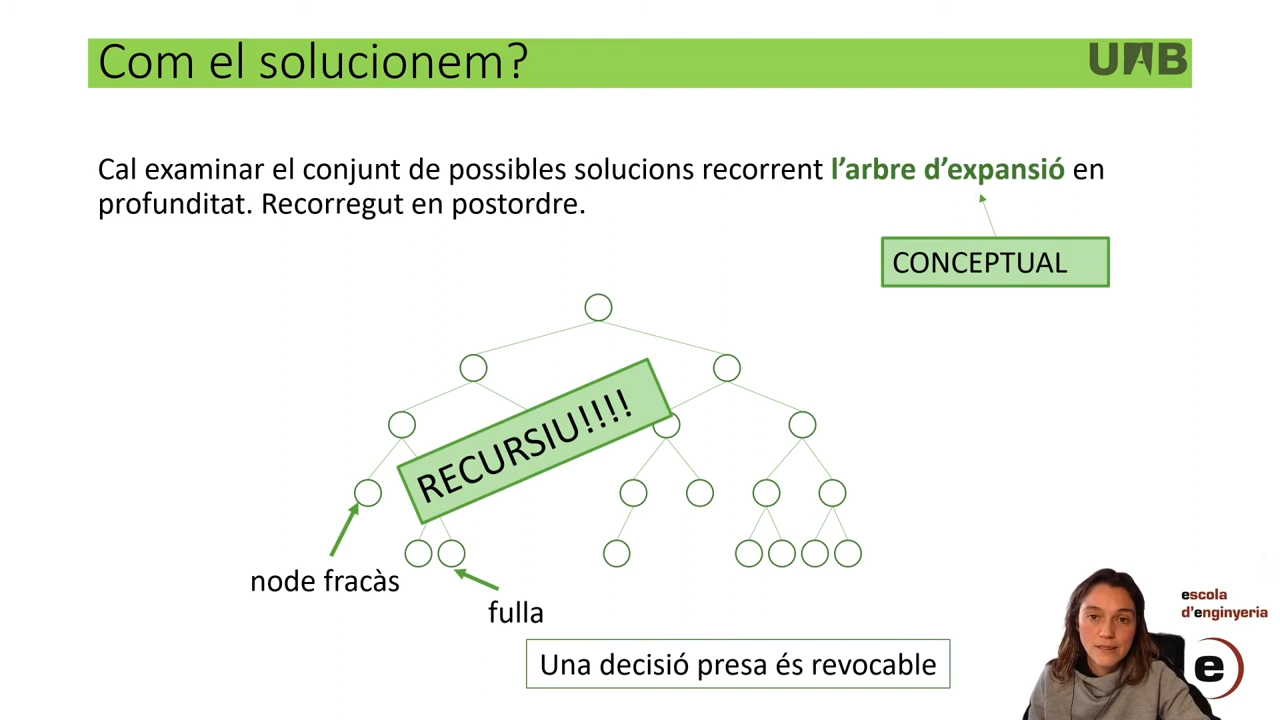 Com el solucionem?
UAB
Cal examinar el conjunt de possibles solucions recorrent l’arbre d’expansió en
profunditat. Recorregut en postordre.
CONCEPTUAL
RECURSIU!!!!
node fracàs
fulla
Una decisió presa és revocable
escola
d'enginyeria
e